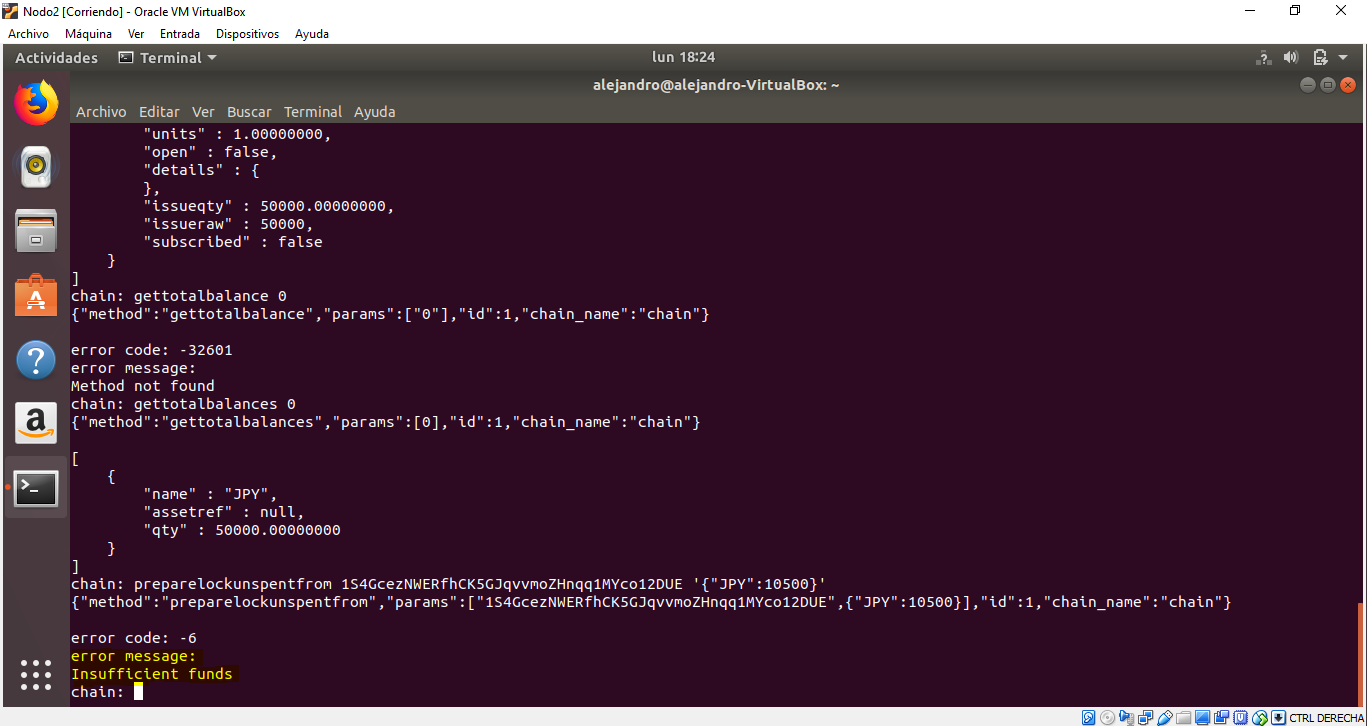 Nodo2 [Corriendo] - Oracle VM VirtualBox
Archivo Máquina Ver Entrada Dispositivos Ayuda
Actividades Terminal lun 18:24
alejandro@alejandro-VirtualBox: ~
Archivo Editar Ver Buscar Terminal Ayuda
"units" : 1.00000000,
"open" : false,
"details" : {
},
"issueqty" : 50000.00000000,
"issueraw" : 50000,
"subscribed" : false
}
]
chain: gettotalbalance 0
{"method":"gettotalbalance","params":["0"],"id":1,"chain_name":"chain"}
error code: -32601
error message:
Method not found
chain: gettotalbalances 0
{"method":"gettotalbalances","params":[0],"id":1,"chain_name":"chain"}
[
{
"name" : "JPY",
"assetref" : null,
"qty" : 50000.00000000
}
]
chain: preparelockunspentfrom 1S4GcezNWERfhCK5GJqvvmoZHnqq1MYco12DUE '{"JPY":10500}'
{"method":"preparelockunspentfrom","params":["1S4GcezNWERfhCK5GJqvvmoZHnqq1MYco12DUE",{"JPY":10500}],"id":1,"chain_name":"chain"}
error code: -6
error message:
Insufficient funds
chain:
CTRL DERECHA